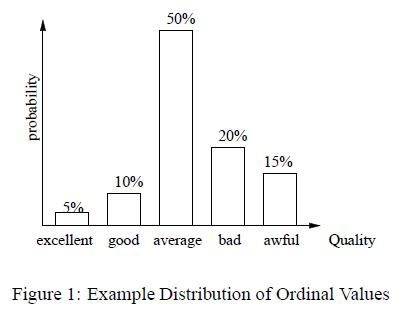 50%
probability
20%
15%
10%
5%
excellent good average bad awful Quality
Figure 1: Example Distribution of Ordinal Values